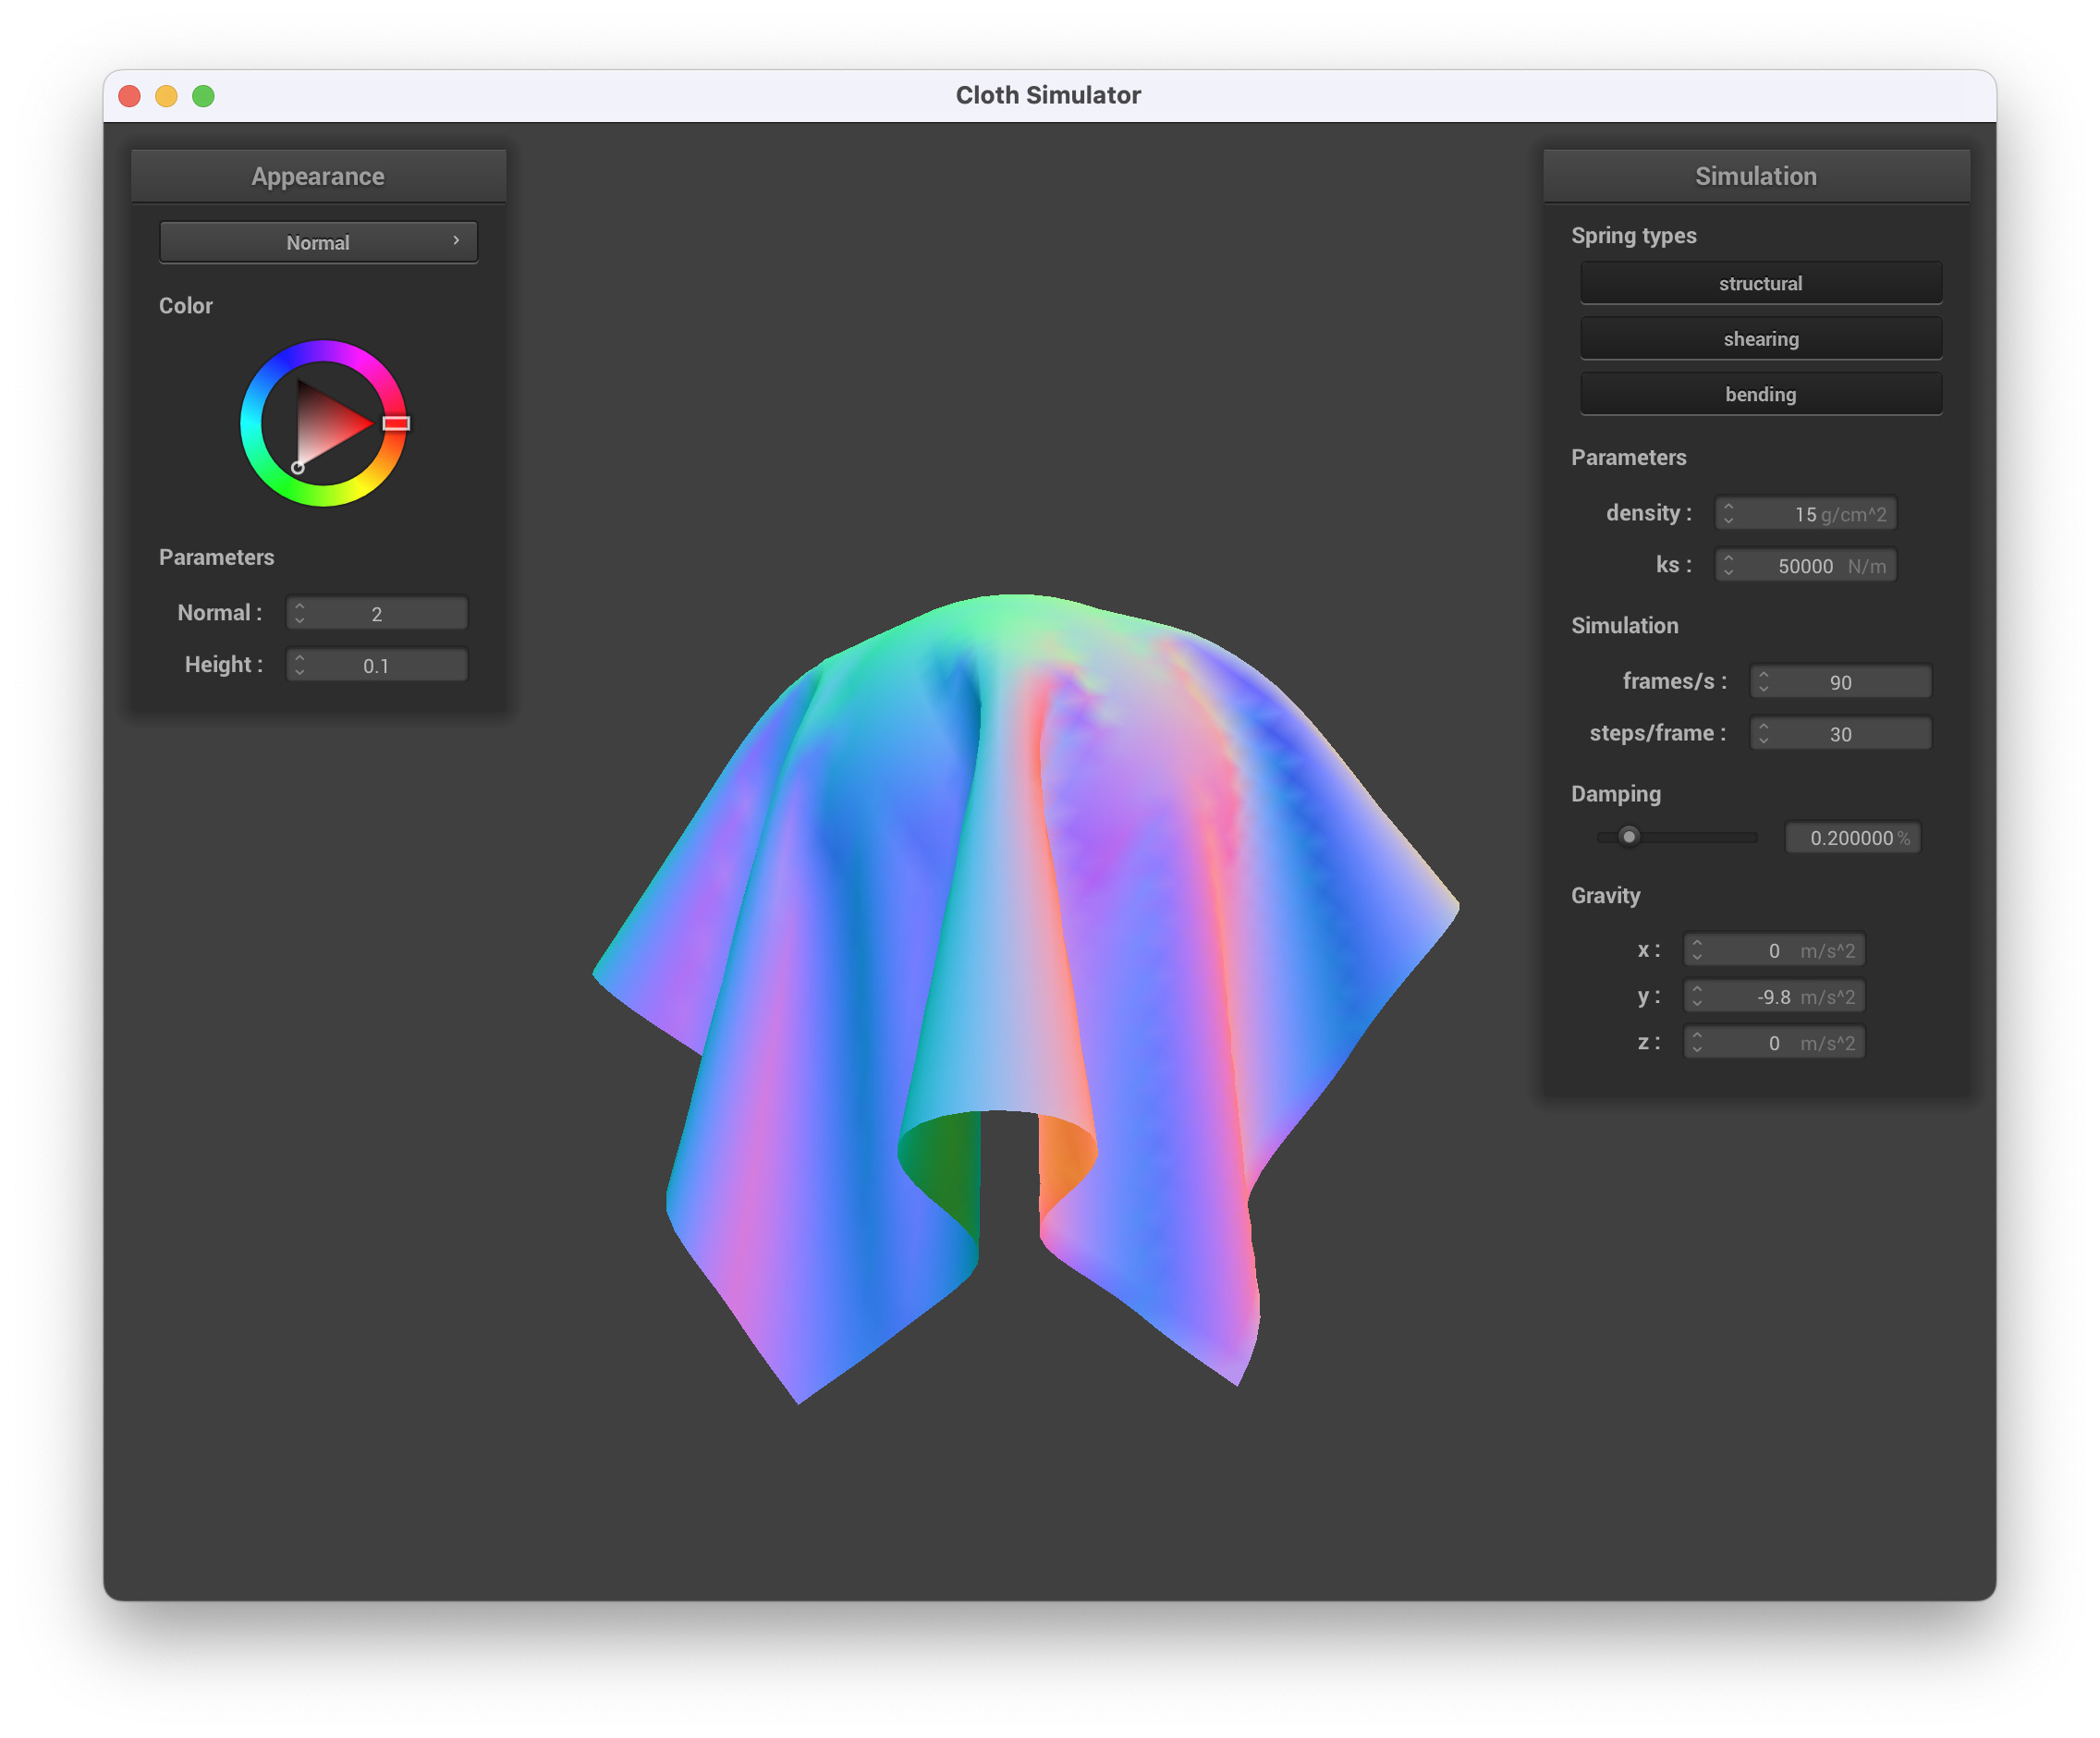 Cloth Simulator
Appearance
Normal
Color
Parameters
Normal : 2
Height : 0.1
Simulation
Spring types
structural
shearing
bending
Parameters
density : 15 g/cm^2
ks : 50000 N/m
Simulation
frames/s : 90
steps/frame : 30
Damping
0.200000 %
Gravity
x : 0 m/s^2
y : -9.8 m/s^2
z : 0 m/s^2